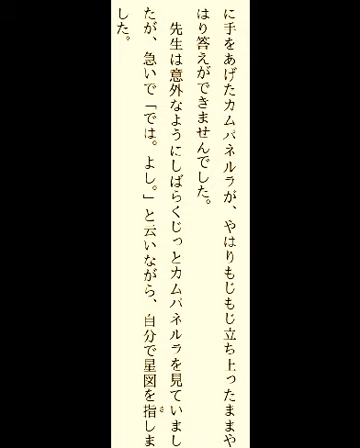 に手をあげたカムパネルラが、やはりもじもじ立ち上ったままや
はり答えができませんでした。
先生は意外なようにしばらくじっとカムパネルラを見ていまし
たが、急いで「では。よし。」と云いながら、自分で星図を指しま
した。